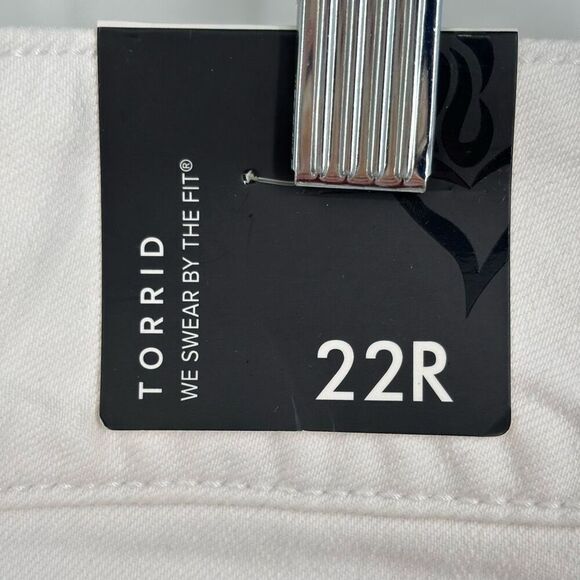 TORRID
WE SWEAR BY THE FIT®
22R